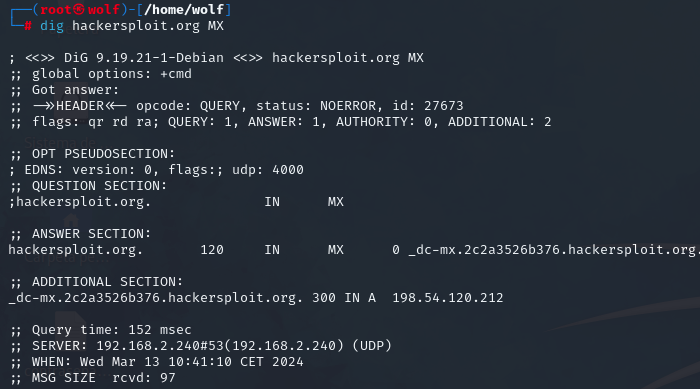 ┌──(root㉿wolf)-[/home/wolf]
└─# dig hackersploit.org MX

; <<>> DiG 9.19.21-1-Debian <<>> hackersploit.org MX
;; global options: +cmd
;; Got answer:
;; ->>HEADER<<- opcode: QUERY, status: NOERROR, id: 27673
;; flags: qr rd ra; QUERY: 1, ANSWER: 1, AUTHORITY: 0, ADDITIONAL: 2

;; OPT PSEUDOSECTION:
; EDNS: version: 0, flags:; udp: 4000
;; QUESTION SECTION:
;hackersploit.org.              IN      MX

;; ANSWER SECTION:
hackersploit.org.       120     IN      MX      0 _dc-mx.2c2a3526b376.hackersploit.org.

;; ADDITIONAL SECTION:
_dc-mx.2c2a3526b376.hackersploit.org. 300 IN A  198.54.120.212

;; Query time: 152 msec
;; SERVER: 192.168.2.240#53(192.168.2.240) (UDP)
;; WHEN: Wed Mar 13 10:41:10 CET 2024
;; MSG SIZE  rcvd: 97